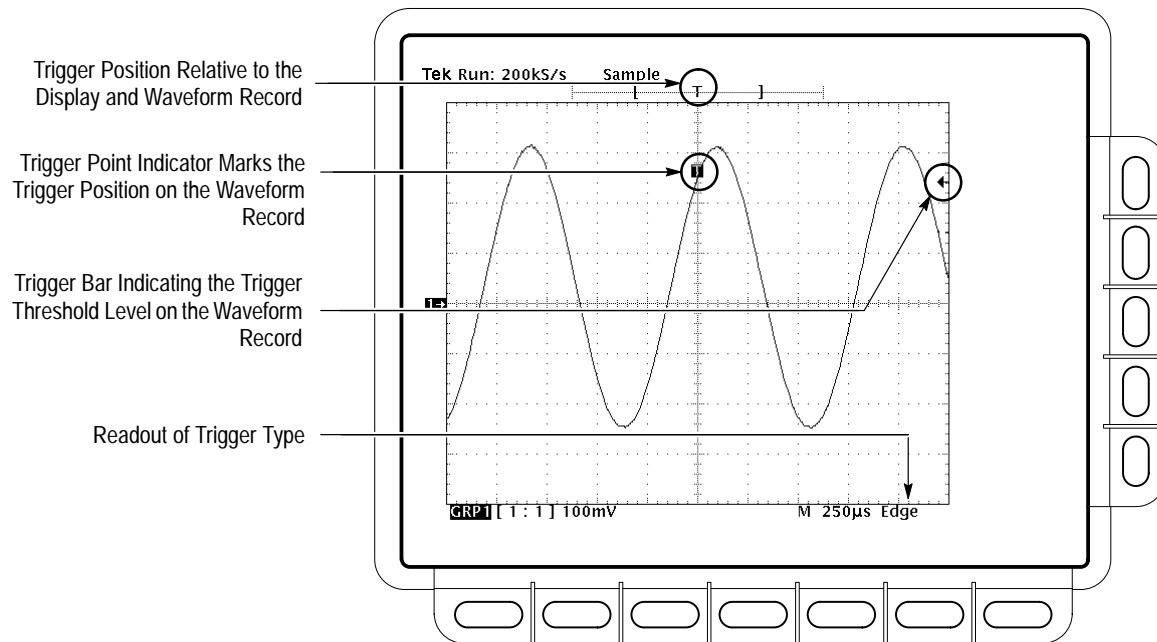 Trigger Position Relative to the
Display and Waveform Record
Tek Run: 200kS/s Sample
[ T ]
Trigger Point Indicator Marks the
Trigger Position on the Waveform
Record
Trigger Bar Indicating the Trigger
Threshold Level on the Waveform
Record
1→
Readout of Trigger Type
GRP1 [ 1 : 1 ] 100mV M 250µs Edge